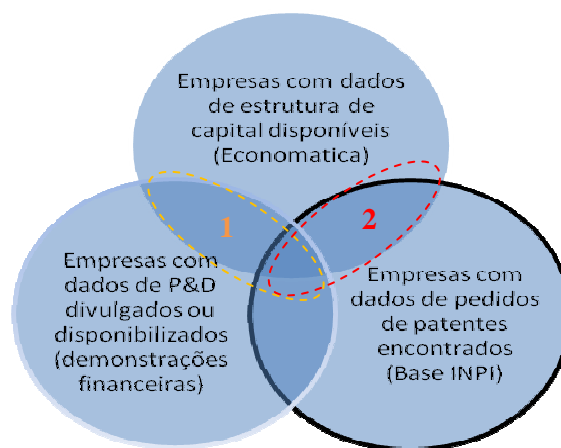 Empresas com dados
de estrutura de
capital disponíveis
(Economatica)
1
2
Empresas com
dados de P&D
divulgados ou
disponibilizados
(demonstrações
financeiras)
Empresas com
dados de pedidos
de patentes
encontrados
(Base INPI)